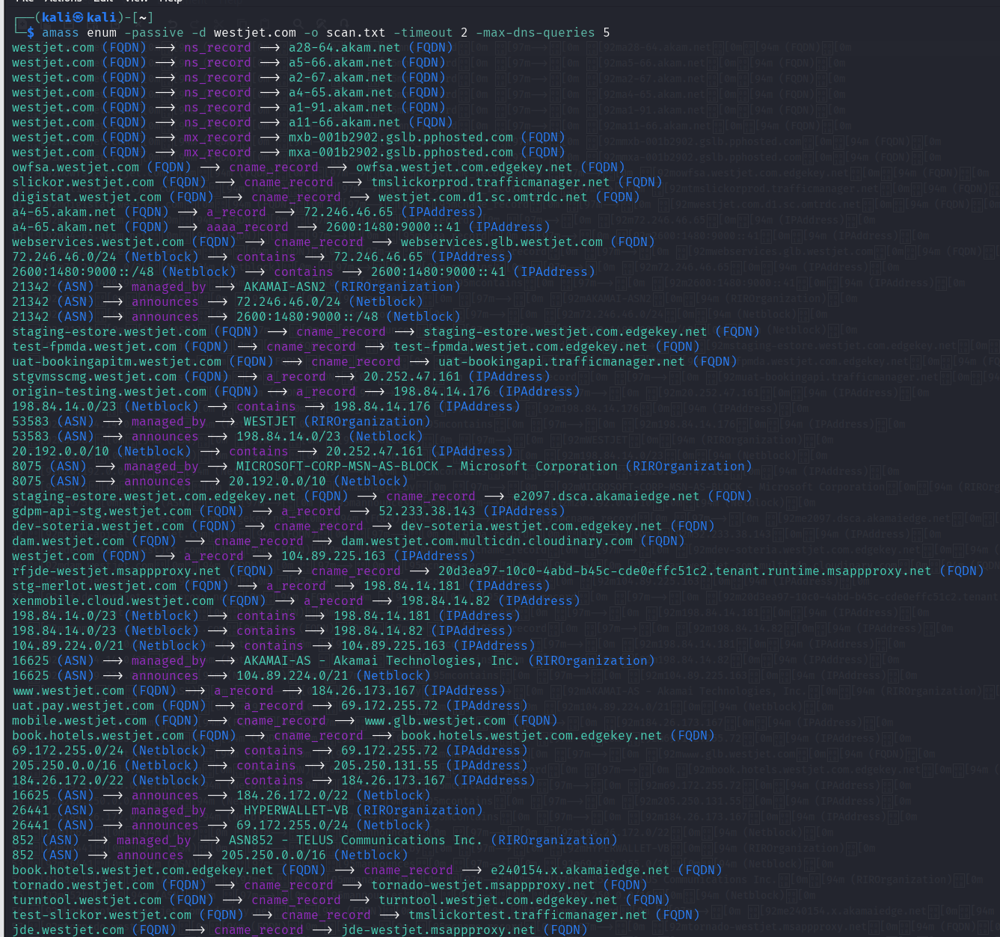 File Actions Edit View Help
┌──(kali㉿kali)-[~]
└─$ amass enum -passive -d westjet.com -o scan.txt -timeout 2 -max-dns-queries 5
westjet.com (FQDN) ⟶ ns_record ⟶ a28-64.akam.net (FQDN)
westjet.com (FQDN) ⟶ ns_record ⟶ a5-66.akam.net (FQDN)
westjet.com (FQDN) ⟶ ns_record ⟶ a2-67.akam.net (FQDN)
westjet.com (FQDN) ⟶ ns_record ⟶ a4-65.akam.net (FQDN)
westjet.com (FQDN) ⟶ ns_record ⟶ a1-91.akam.net (FQDN)
westjet.com (FQDN) ⟶ ns_record ⟶ a11-66.akam.net (FQDN)
westjet.com (FQDN) ⟶ mx_record ⟶ mxb-001b2902.gslb.pphosted.com (FQDN)
westjet.com (FQDN) ⟶ mx_record ⟶ mxa-001b2902.gslb.pphosted.com (FQDN)
owfsa.westjet.com (FQDN) ⟶ cname_record ⟶ owfsa.westjet.com.edgekey.net (FQDN)
slickor.westjet.com (FQDN) ⟶ cname_record ⟶ tmslickorprod.trafficmanager.net (FQDN)
digistat.westjet.com (FQDN) ⟶ cname_record ⟶ westjet.com.d1.sc.omtrdc.net (FQDN)
a4-65.akam.net (FQDN) ⟶ a_record ⟶ 72.246.46.65 (IPAddress)
a4-65.akam.net (FQDN) ⟶ aaaa_record ⟶ 2600:1480:9000::41 (IPAddress)
webservices.westjet.com (FQDN) ⟶ cname_record ⟶ webservices.glb.westjet.com (FQDN)
72.246.46.0/24 (Netblock) ⟶ contains ⟶ 72.246.46.65 (IPAddress)
2600:1480:9000::/48 (Netblock) ⟶ contains ⟶ 2600:1480:9000::41 (IPAddress)
21342 (ASN) ⟶ managed_by ⟶ AKAMAI-ASN2 (RIROrganization)
21342 (ASN) ⟶ announces ⟶ 72.246.46.0/24 (Netblock)
21342 (ASN) ⟶ announces ⟶ 2600:1480:9000::/48 (Netblock)
staging-estore.westjet.com (FQDN) ⟶ cname_record ⟶ staging-estore.westjet.com.edgekey.net (FQDN)
test-fpmda.westjet.com (FQDN) ⟶ cname_record ⟶ test-fpmda.westjet.com.edgekey.net (FQDN)
uat-bookingapitm.westjet.com (FQDN) ⟶ cname_record ⟶ uat-bookingapi.trafficmanager.net (FQDN)
stgvmsscmg.westjet.com (FQDN) ⟶ a_record ⟶ 20.252.47.161 (IPAddress)
origin-testing.westjet.com (FQDN) ⟶ a_record ⟶ 198.84.14.176 (IPAddress)
198.84.14.0/23 (Netblock) ⟶ contains ⟶ 198.84.14.176 (IPAddress)
53583 (ASN) ⟶ managed_by ⟶ WESTJET (RIROrganization)
53583 (ASN) ⟶ announces ⟶ 198.84.14.0/23 (Netblock)
20.192.0.0/10 (Netblock) ⟶ contains ⟶ 20.252.47.161 (IPAddress)
8075 (ASN) ⟶ managed_by ⟶ MICROSOFT-CORP-MSN-AS-BLOCK - Microsoft Corporation (RIROrganization)
8075 (ASN) ⟶ announces ⟶ 20.192.0.0/10 (Netblock)
staging-estore.westjet.com.edgekey.net (FQDN) ⟶ cname_record ⟶ e2097.dsca.akamaiedge.net (FQDN)
gdpm-api-stg.westjet.com (FQDN) ⟶ a_record ⟶ 52.233.38.143 (IPAddress)
dev-soteria.westjet.com (FQDN) ⟶ cname_record ⟶ dev-soteria.westjet.com.edgekey.net (FQDN)
dam.westjet.com (FQDN) ⟶ cname_record ⟶ dam.westjet.com.multicdn.cloudinary.com (FQDN)
westjet.com (FQDN) ⟶ a_record ⟶ 104.89.225.163 (IPAddress)
rfjde-westjet.msappproxy.net (FQDN) ⟶ cname_record ⟶ 20d3ea97-10c0-4abd-b45c-cde0effc51c2.tenant.runtime.msappproxy.net (FQDN)
stg-merlot.westjet.com (FQDN) ⟶ a_record ⟶ 198.84.14.181 (IPAddress)
xenmobile.cloud.westjet.com (FQDN) ⟶ a_record ⟶ 198.84.14.82 (IPAddress)
198.84.14.0/23 (Netblock) ⟶ contains ⟶ 198.84.14.181 (IPAddress)
198.84.14.0/23 (Netblock) ⟶ contains ⟶ 198.84.14.82 (IPAddress)
104.89.224.0/21 (Netblock) ⟶ contains ⟶ 104.89.225.163 (IPAddress)
16625 (ASN) ⟶ managed_by ⟶ AKAMAI-AS - Akamai Technologies, Inc. (RIROrganization)
16625 (ASN) ⟶ announces ⟶ 104.89.224.0/21 (Netblock)
www.westjet.com (FQDN) ⟶ a_record ⟶ 184.26.173.167 (IPAddress)
uat.pay.westjet.com (FQDN) ⟶ a_record ⟶ 69.172.255.72 (IPAddress)
mobile.westjet.com (FQDN) ⟶ cname_record ⟶ www.glb.westjet.com (FQDN)
book.hotels.westjet.com (FQDN) ⟶ cname_record ⟶ book.hotels.westjet.com.edgekey.net (FQDN)
69.172.255.0/24 (Netblock) ⟶ contains ⟶ 69.172.255.72 (IPAddress)
205.250.0.0/16 (Netblock) ⟶ contains ⟶ 205.250.131.55 (IPAddress)
184.26.172.0/22 (Netblock) ⟶ contains ⟶ 184.26.173.167 (IPAddress)
16625 (ASN) ⟶ announces ⟶ 184.26.172.0/22 (Netblock)
26441 (ASN) ⟶ managed_by ⟶ HYPERWALLET-VB (RIROrganization)
26441 (ASN) ⟶ announces ⟶ 69.172.255.0/24 (Netblock)
852 (ASN) ⟶ managed_by ⟶ ASN852 - TELUS Communications Inc. (RIROrganization)
852 (ASN) ⟶ announces ⟶ 205.250.0.0/16 (Netblock)
book.hotels.westjet.com.edgekey.net (FQDN) ⟶ cname_record ⟶ e240154.x.akamaiedge.net (FQDN)
tornado.westjet.com (FQDN) ⟶ cname_record ⟶ tornado-westjet.msappproxy.net (FQDN)
turntool.westjet.com (FQDN) ⟶ cname_record ⟶ turntool.westjet.com.edgekey.net (FQDN)
test-slickor.westjet.com (FQDN) ⟶ cname_record ⟶ tmslickortest.trafficmanager.net (FQDN)
jde.westjet.com (FQDN) ⟶ cname_record ⟶ jde-westjet.msappproxy.net (FQDN)